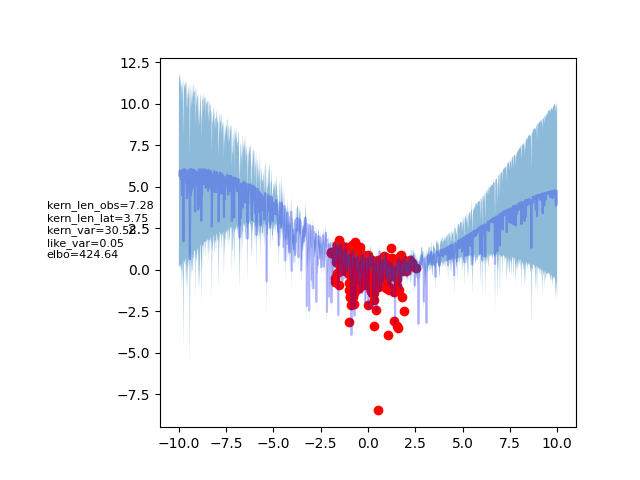 12.5
10.0
7.5
5.0
kern_len_obs=7.28
kern_len_lat=3.75
kern_var=30.58
2.5
like_var=0.05
elbo=424.64
0.0
−2.5
−5.0
−7.5
−10.0 −7.5 −5.0 −2.5 0.0 2.5 5.0 7.5 10.0